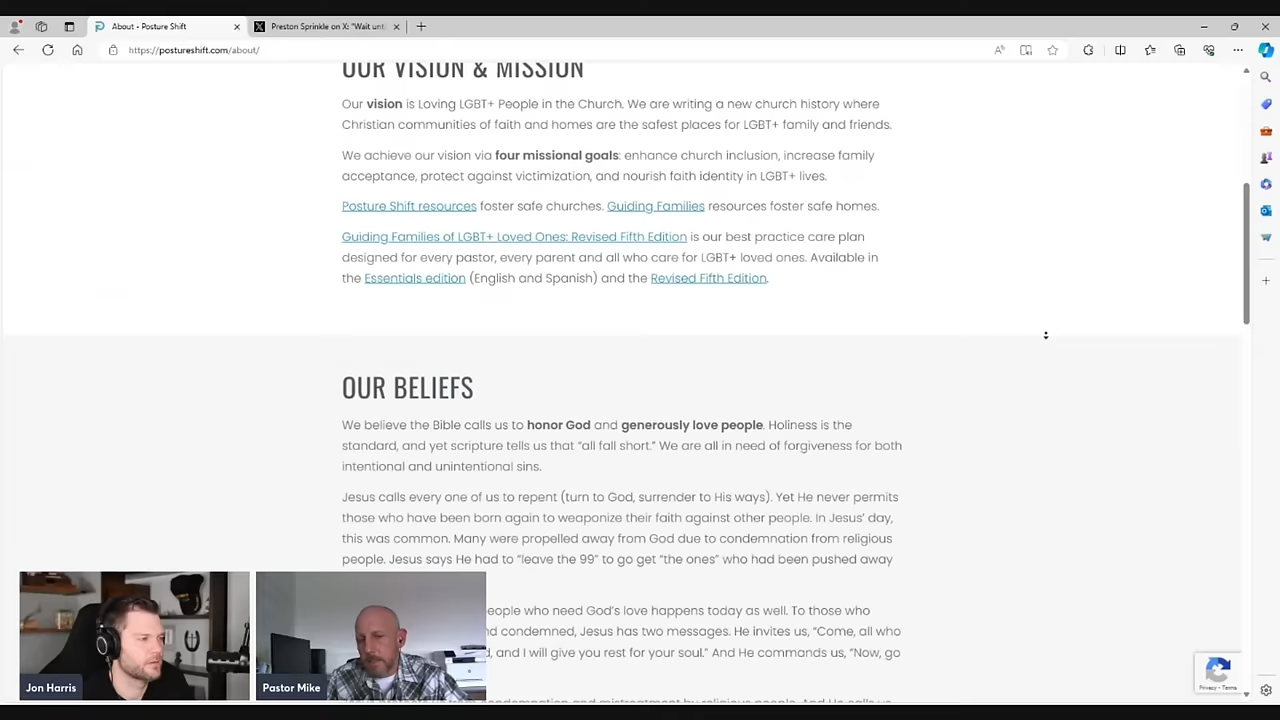 About - Posture Shift
Preston Sprinkle on X: "Wait unti
https://postureshift.com/about/
OUR VISION & MISSION
Our vision is Loving LGBT+ People in the Church. We are writing a new church history where
Christian communities of faith and homes are the safest places for LGBT+ family and friends.
We achieve our vision via four missional goals: enhance church inclusion, increase family
acceptance, protect against victimization, and nourish faith identity in LGBT+ lives.
Posture Shift resources foster safe churches. Guiding Families resources foster safe homes.
Guiding Families of LGBT+ Loved Ones: Revised Fifth Edition is our best practice care plan
designed for every pastor, every parent and all who care for LGBT+ loved ones. Available in
the Essentials edition (English and Spanish) and the Revised Fifth Edition.
OUR BELIEFS
We believe the Bible calls us to honor God and generously love people. Holiness is the
standard, and yet scripture tells us that “all fall short.” We are all in need of forgiveness for both
intentional and unintentional sins.
Jesus calls every one of us to repent (turn to God, surrender to His ways). Yet He never permits
those who have been born again to weaponize their faith against other people. In Jesus’ day,
this was common. Many were propelled away from God due to condemnation from religious
people. Jesus says He had to “leave the 99” to go get “the ones” who had been pushed away
eople who need God’s love happens today as well. To those who
d condemned, Jesus has two messages. He invites us, “Come, all who
, and I will give you rest for your soul.” And He commands us, “Now, go
Jon Harris
Pastor Mike
Privacy - Terms